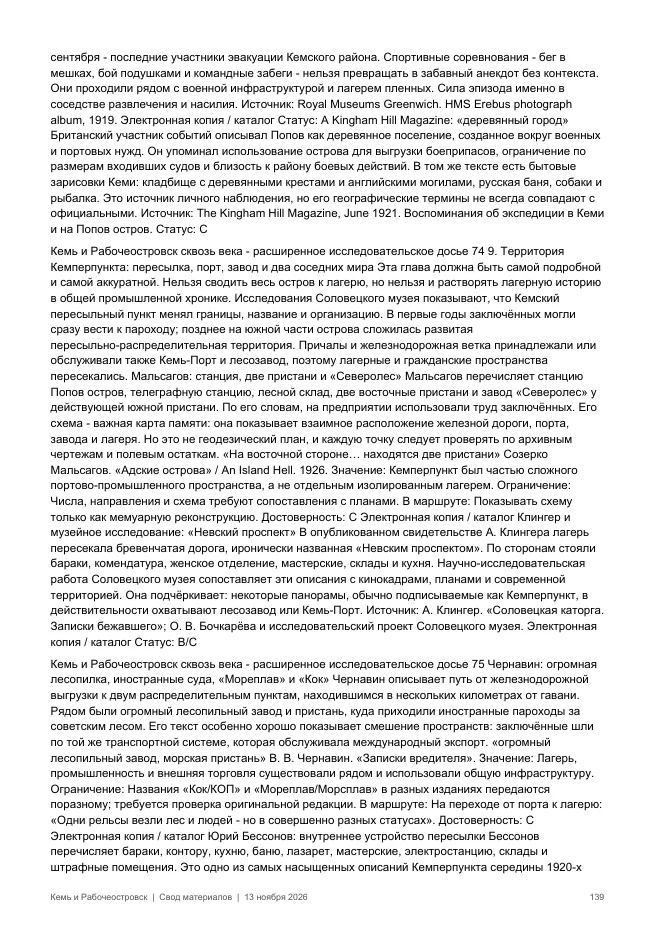 сентября - последние участники эвакуации Кемского района. Спортивные соревнования - бег в
мешках, бой подушками и командные забеги - нельзя превращать в забавный анекдот без контекста.
Они проходили рядом с военной инфраструктурой и лагерем пленных. Сила эпизода именно в
соседстве развлечения и насилия. Источник: Royal Museums Greenwich. HMS Erebus photograph
album, 1919. Электронная копия / каталог Статус: A Kingham Hill Magazine: «деревянный город»
Британский участник событий описывал Попов как деревянное поселение, созданное вокруг военных
и портовых нужд. Он упоминал использование острова для выгрузки боеприпасов, ограничение по
размерам входивших судов и близость к району боевых действий. В том же тексте есть бытовые
зарисовки Кеми: кладбище с деревянными крестами и английскими могилами, русская баня, собаки и
рыбалка. Это источник личного наблюдения, но его географические термины не всегда совпадают с
официальными. Источник: The Kingham Hill Magazine, June 1921. Воспоминания об экспедиции в Кеми
и на Попов остров. Статус: C
Кемь и Рабочеостровск сквозь века - расширенное исследовательское досье 74 9. Территория
Кемперпункта: пересылка, порт, завод и два соседних мира Эта глава должна быть самой подробной
и самой аккуратной. Нельзя сводить весь остров к лагерю, но нельзя и растворять лагерную историю
в общей промышленной хронике. Исследования Соловецкого музея показывают, что Кемский
пересыльный пункт менял границы, название и организацию. В первые годы заключённых могли
сразу вести к пароходу; позднее на южной части острова сложилась развитая
пересыльно-распределительная территория. Причалы и железнодорожная ветка принадлежали или
обслуживали также Кемь-Порт и лесозавод, поэтому лагерные и гражданские пространства
пересекались. Мальсагов: станция, две пристани и «Северолес» Мальсагов перечисляет станцию
Попов остров, телеграфную станцию, лесной склад, две восточные пристани и завод «Северолес» у
действующей южной пристани. По его словам, на предприятии использовали труд заключённых. Его
схема - важная карта памяти: она показывает взаимное расположение железной дороги, порта,
завода и лагеря. Но это не геодезический план, и каждую точку следует проверять по архивным
чертежам и полевым остаткам. «На восточной стороне… находятся две пристани» Созерко
Мальсагов. «Адские острова» / An Island Hell. 1926. Значение: Кемперпункт был частью сложного
портово-промышленного пространства, а не отдельным изолированным лагерем. Ограничение:
Числа, направления и схема требуют сопоставления с планами. В маршруте: Показывать схему
только как мемуарную реконструкцию. Достоверность: C Электронная копия / каталог Клингер и
музейное исследование: «Невский проспект» В опубликованном свидетельстве А. Клингера лагерь
пересекала бревенчатая дорога, иронически названная «Невским проспектом». По сторонам стояли
бараки, комендатура, женское отделение, мастерские, склады и кухня. Научно-исследовательская
работа Соловецкого музея сопоставляет эти описания с кинокадрами, планами и современной
территорией. Она подчёркивает: некоторые панорамы, обычно подписываемые как Кемперпункт, в
действительности охватывают лесозавод или Кемь-Порт. Источник: А. Клингер. «Соловецкая каторга.
Записки бежавшего»; О. В. Бочкарёва и исследовательский проект Соловецкого музея. Электронная
копия / каталог Статус: B/C
Кемь и Рабочеостровск сквозь века - расширенное исследовательское досье 75 Чернавин: огромная
лесопилка, иностранные суда, «Мореплав» и «Кок» Чернавин описывает путь от железнодорожной
выгрузки к двум распределительным пунктам, находившимся в нескольких километрах от гавани.
Рядом были огромный лесопильный завод и пристань, куда приходили иностранные пароходы за
советским лесом. Его текст особенно хорошо показывает смешение пространств: заключённые шли
по той же транспортной системе, которая обслуживала международный экспорт. «огромный
лесопильный завод, морская пристань» В. В. Чернавин. «Записки вредителя». Значение: Лагерь,
промышленность и внешняя торговля существовали рядом и использовали общую инфраструктуру.
Ограничение: Названия «Кок/КОП» и «Мореплав/Морсплав» в разных изданиях передаются
поразному; требуется проверка оригинальной редакции. В маршруте: На переходе от порта к лагерю:
«Одни рельсы везли лес и людей - но в совершенно разных статусах». Достоверность: C
Электронная копия / каталог Юрий Бессонов: внутреннее устройство пересылки Бессонов
перечисляет бараки, контору, кухню, баню, лазарет, мастерские, электростанцию, склады и
штрафные помещения. Это одно из самых насыщенных описаний Кемперпункта середины 1920-х
Кемь и Рабочеостровск | Свод материалов | 13 ноября 2026 139